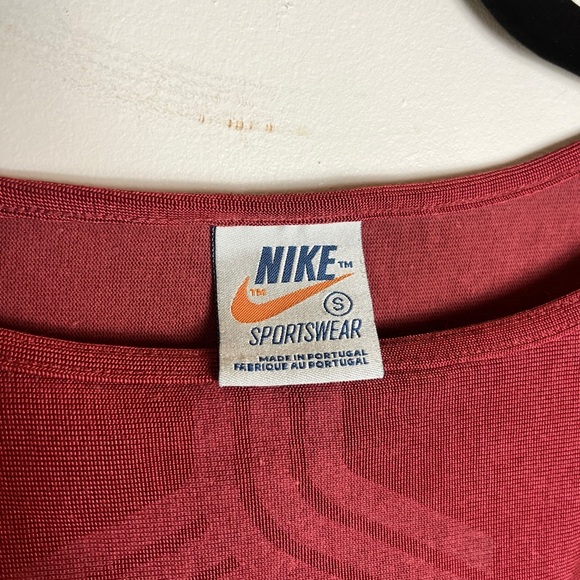 NIKE™
™ S
SPORTSWEAR
MADE IN PORTUGAL
FABRIQUE AU PORTUGAL